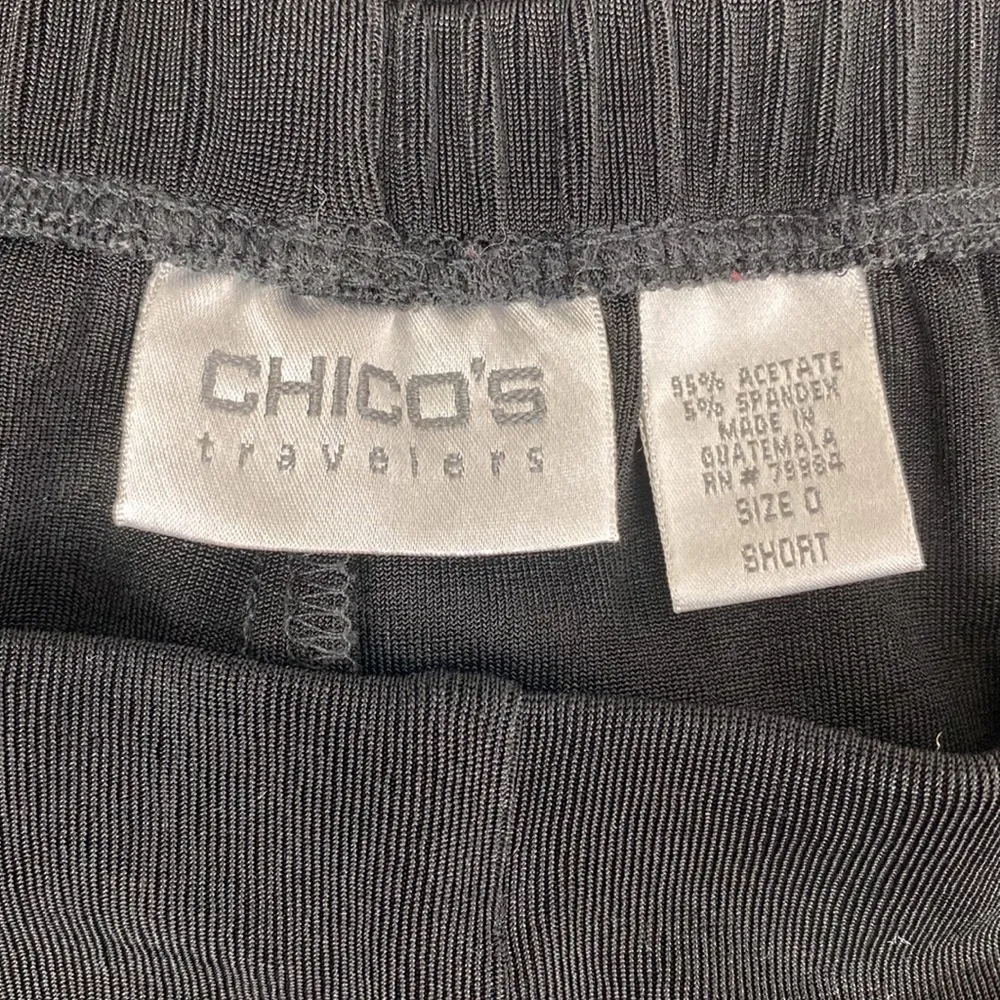 CHICO'S
travelers
95% ACETATE
5% SPANDEX
MADE IN
GUATEMALA
RN # 79984
SIZE 0
SHORT